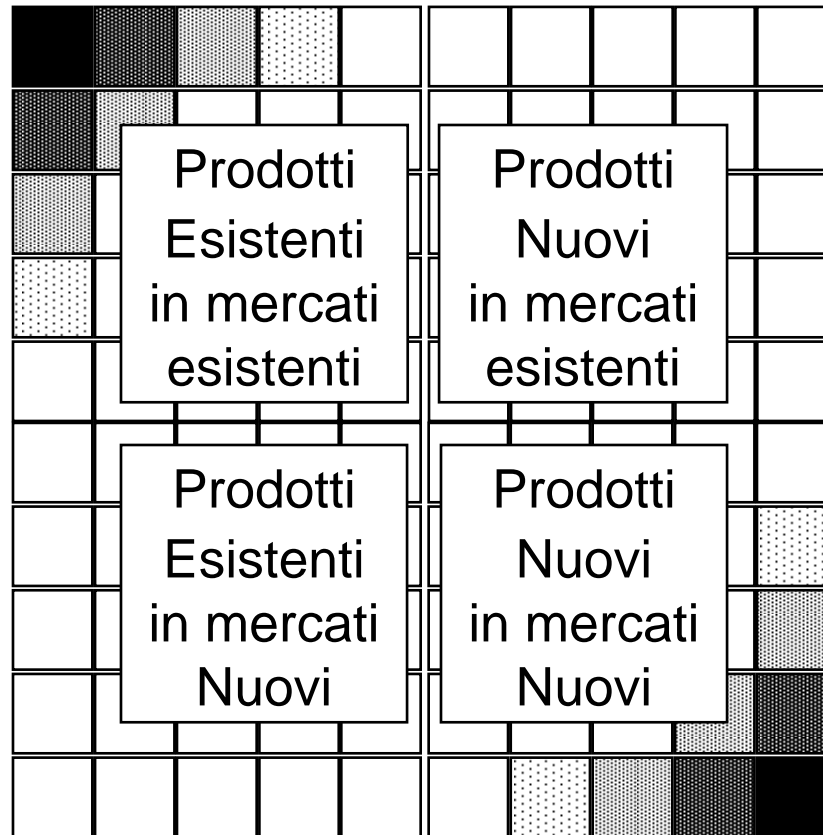 Prodotti
Esistenti
in mercati
esistenti
Prodotti
Nuovi
in mercati
esistenti
Prodotti
Esistenti
in mercati
Nuovi
Prodotti
Nuovi
in mercati
Nuovi